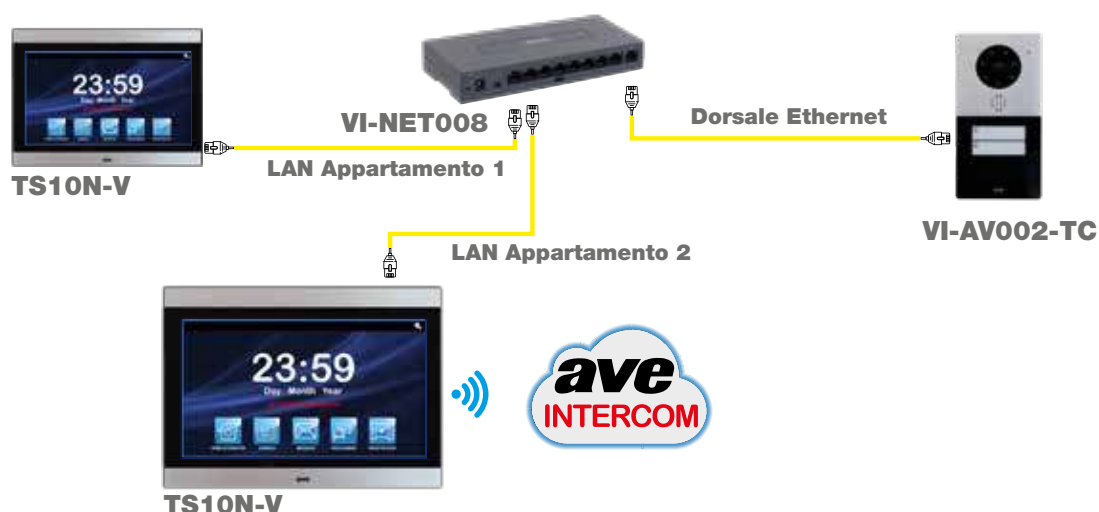 23:59
Day Month Year
TS10N-V
VI-NET008
LAN Appartamento 1
Dorsale Ethernet
VI-AV002-TC
LAN Appartamento 2
23:59
Day Month Year
TS10N-V
ave
INTERCOM